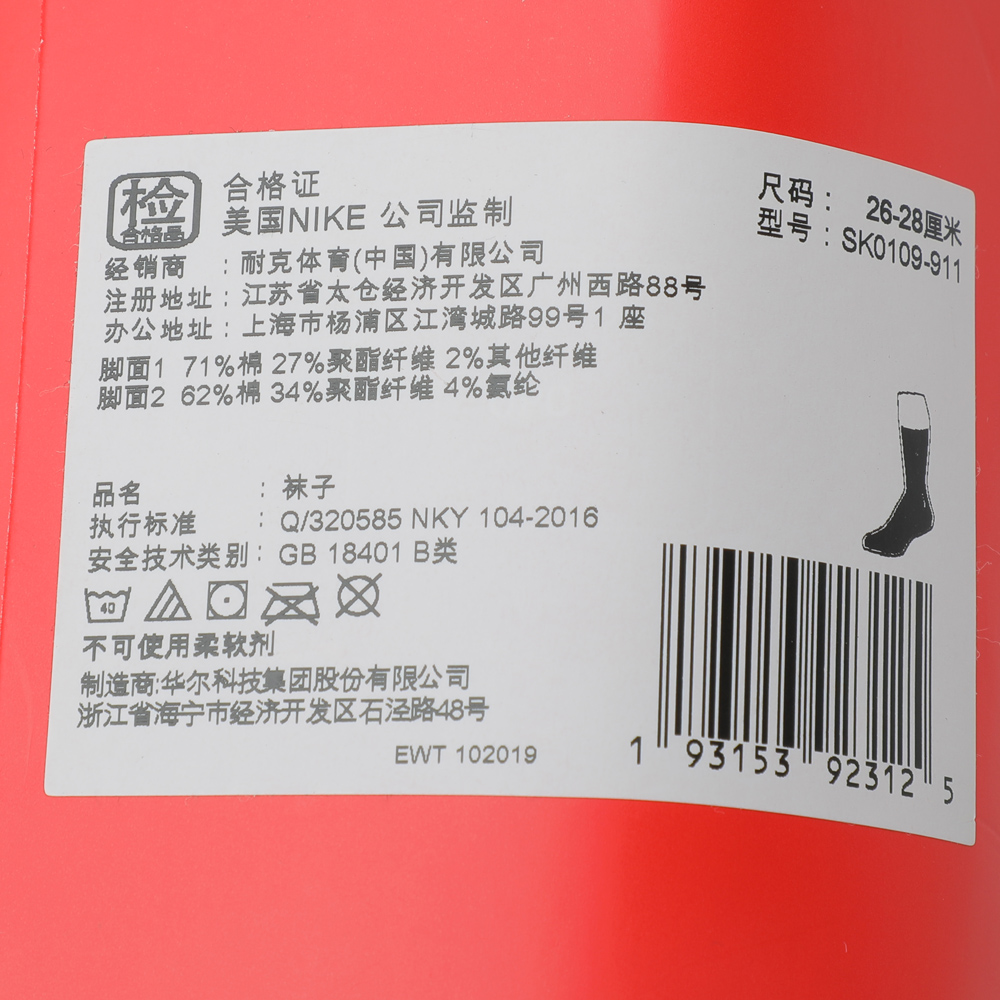 检
合格品
合格证
美国NIKE 公司监制
经销商 : 耐克体育(中国)有限公司
注册地址 : 江苏省太仓经济开发区广州西路88号
办公地址 : 上海市杨浦区江湾城路99号1 座
脚面1 71%棉 27%聚酯纤维 2%其他纤维
脚面2 62%棉 34%聚酯纤维 4%氨纶
尺码 : 26-28厘米
型号 : SK0109-911
品名 : 袜子
执行标准 : Q/320585 NKY 104-2016
安全技术类别 : GB 18401 B类
40
不可使用柔软剂
制造商:华尔科技集团股份有限公司
浙江省海宁市经济开发区石泾路48号
EWT 102019
1 93153 92312 5